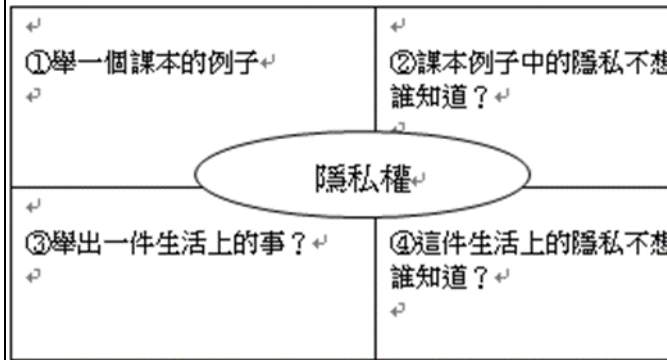 ①舉一個課本的例子
②課本例子中的隱私不想
誰知道？
隱私權
③舉出一件生活上的事？
④這件生活上的隱私不想
誰知道？